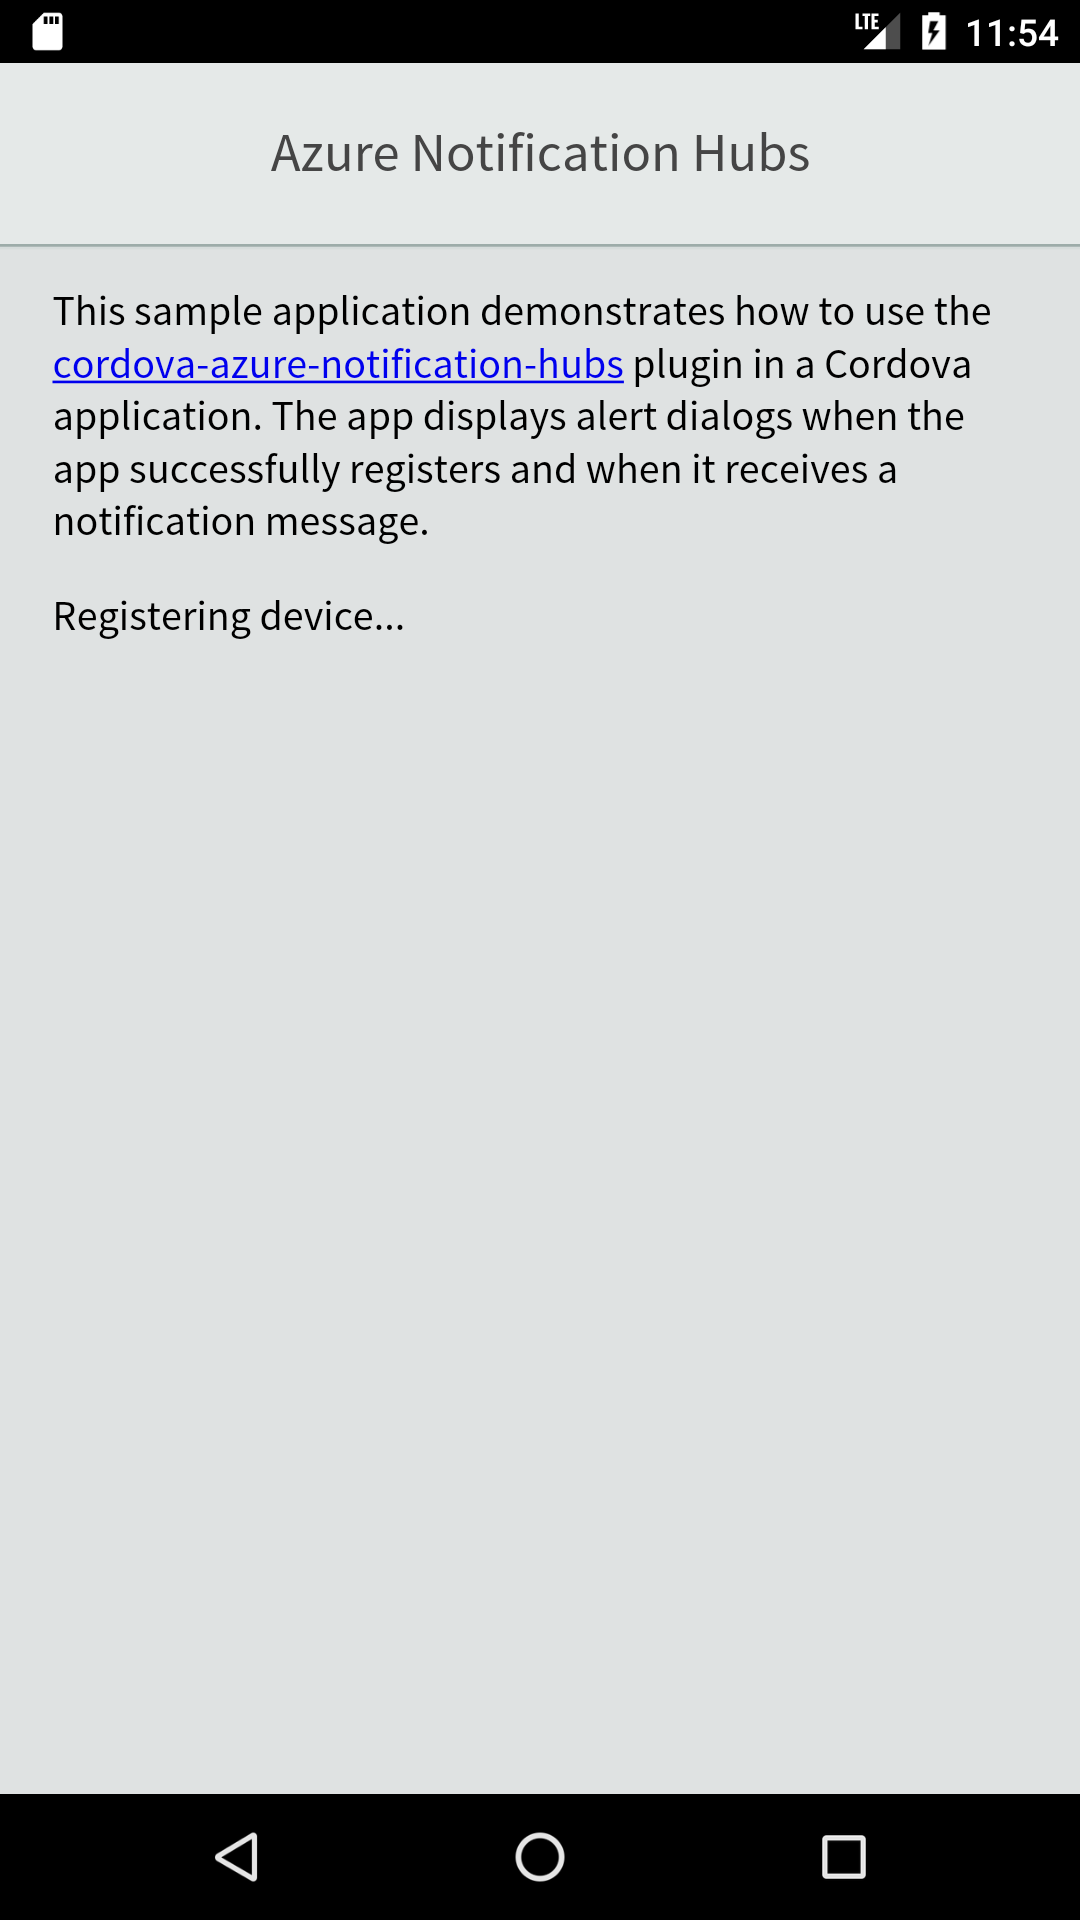 LTE 11:54
Azure Notification Hubs
This sample application demonstrates how to use the
cordova-azure-notification-hubs plugin in a Cordova
application. The app displays alert dialogs when the
app successfully registers and when it receives a
notification message.
Registering device...